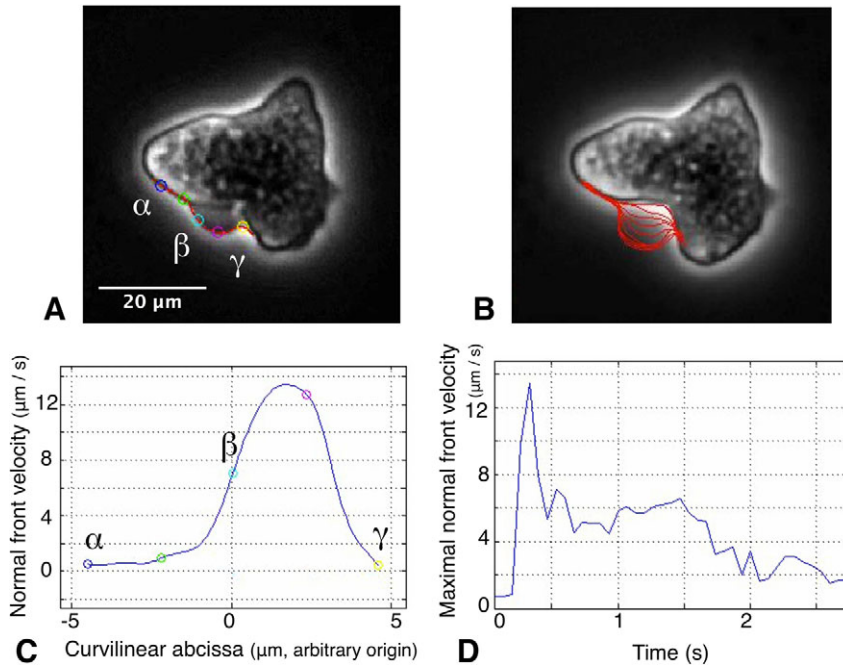 α
β
γ
20 µm
A
B
Normal front velocity (µm / s)
12
8
4
0
α
β
γ
-5
0
5
C
Curvilinear abcissa (µm, arbitrary origin)
Maximal normal front velocity
(µm / s)
12
8
4
0
0
1
2
D
Time (s)